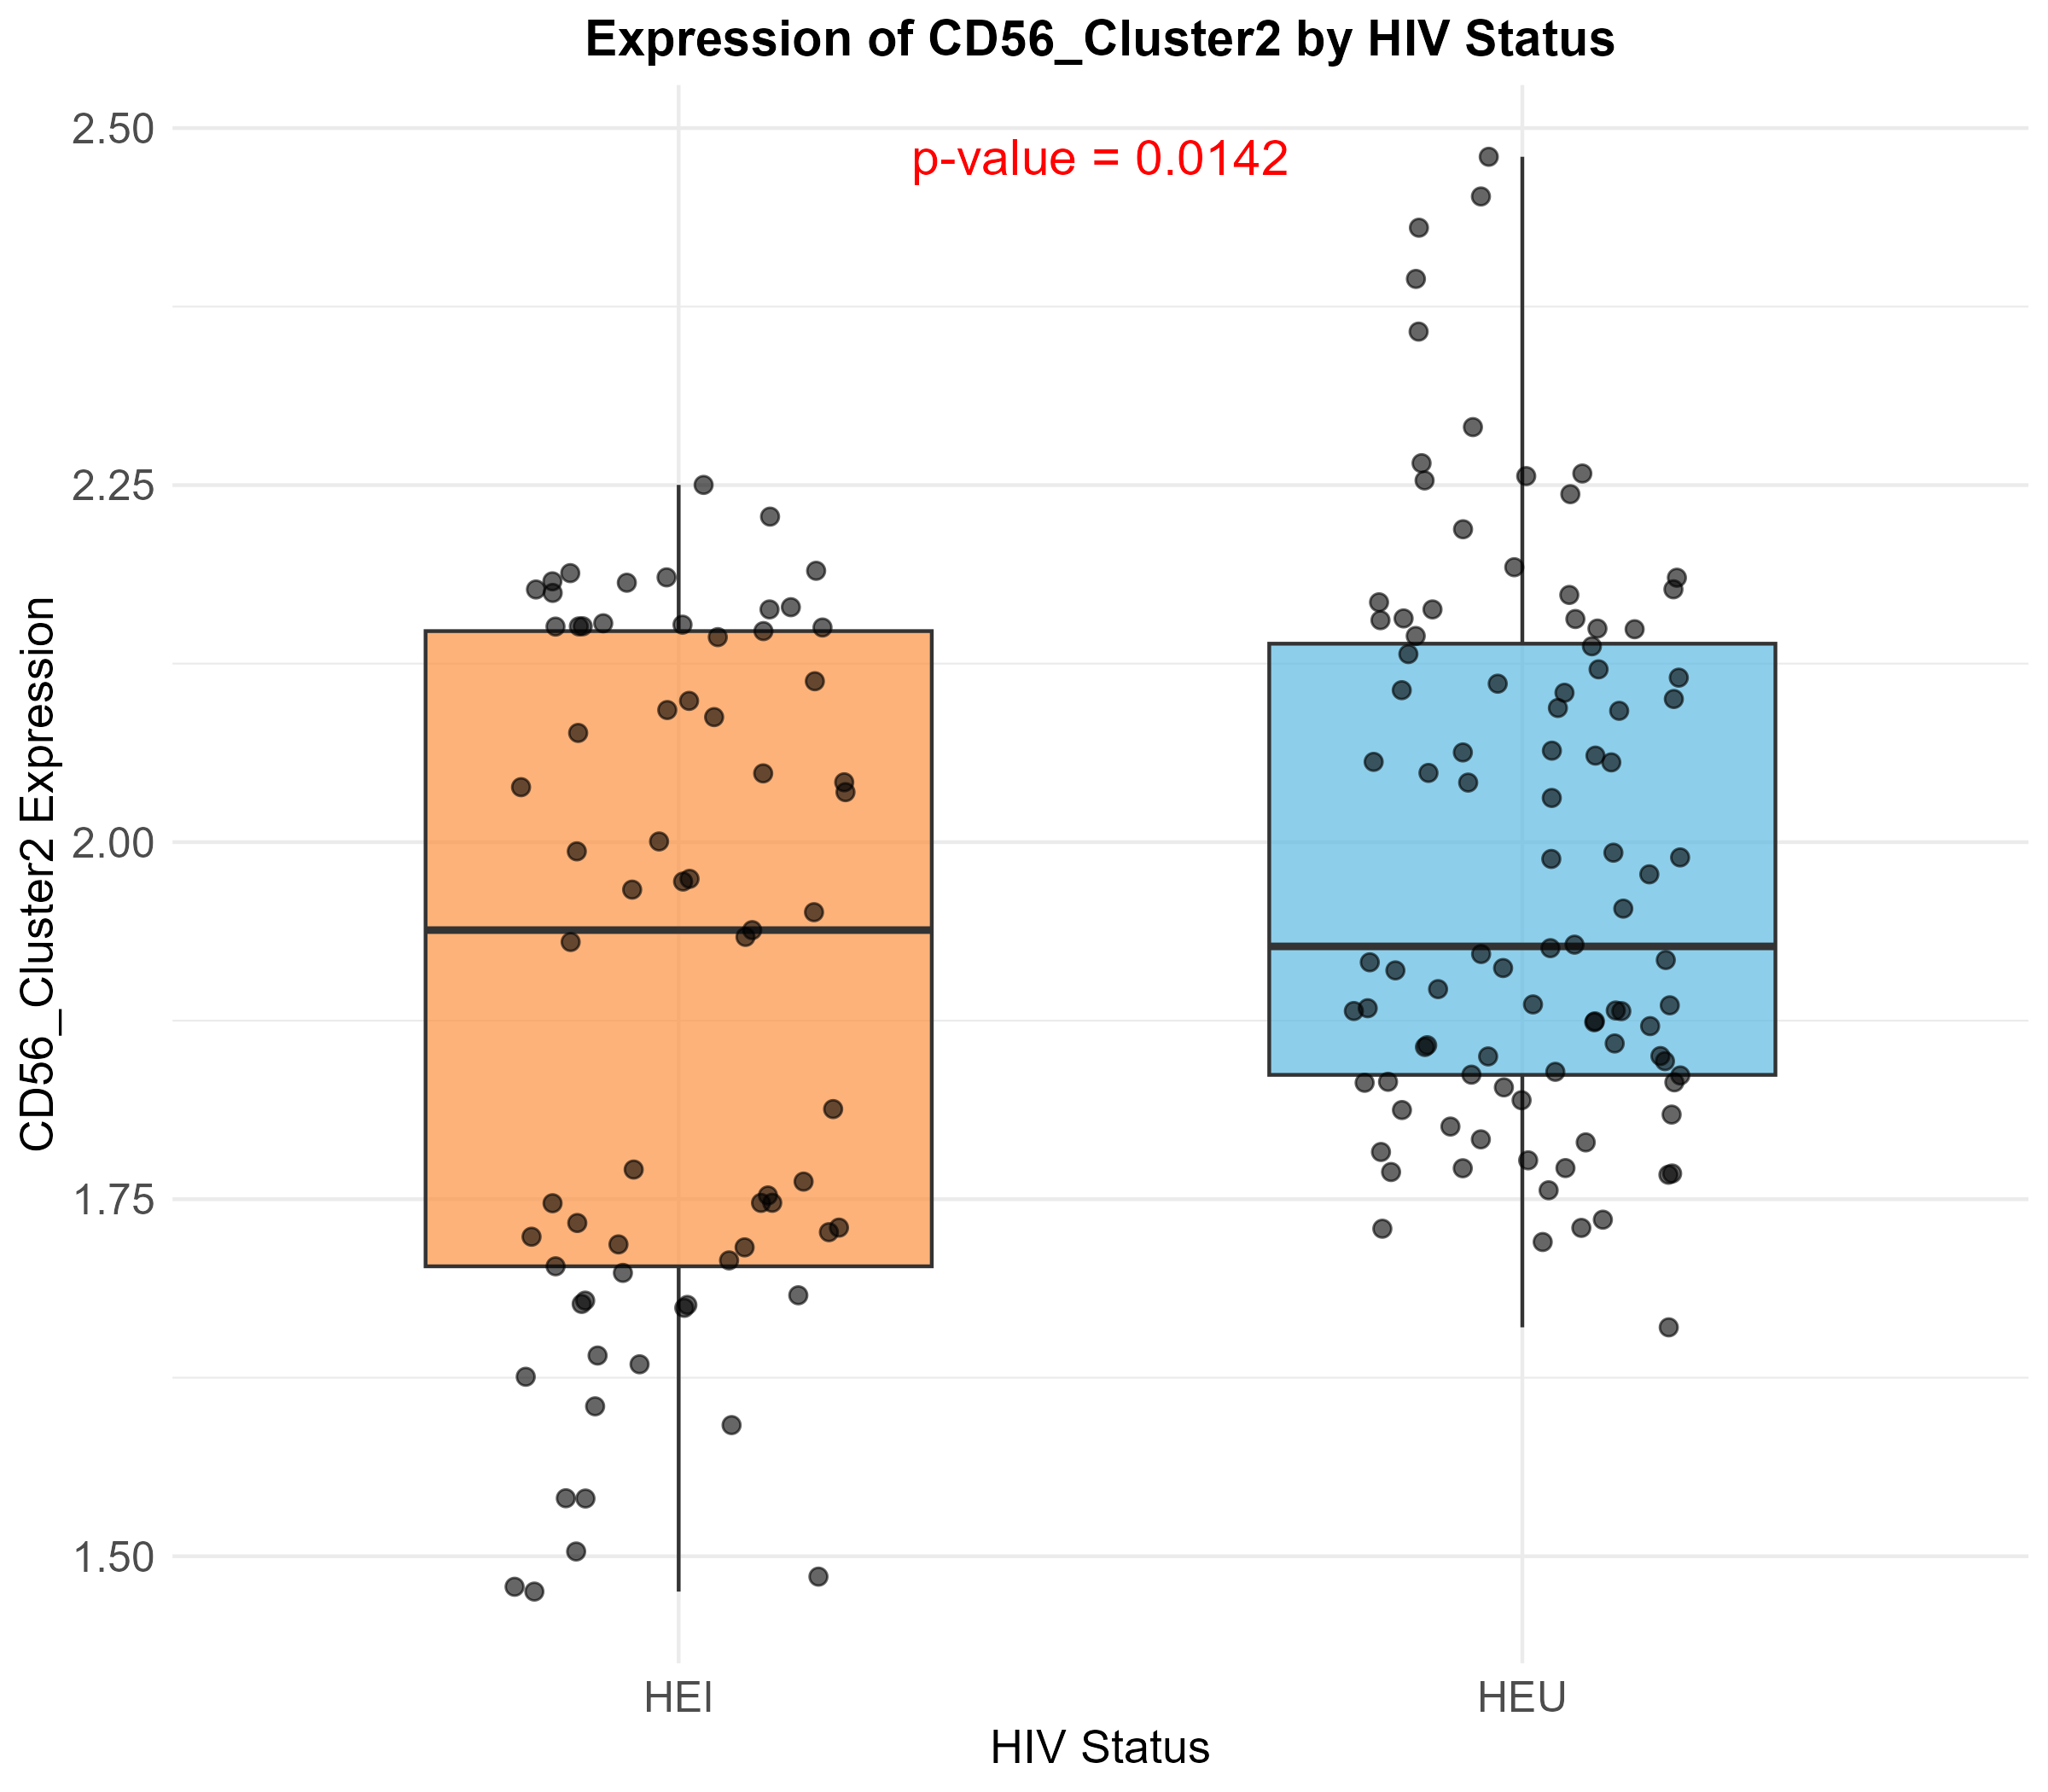 Expression of CD56_Cluster2 by HIV Status
p-value = 0.0142
CD56_Cluster2 Expression
2.50
2.25
2.00
1.75
1.50
HEI
HEU
HIV Status